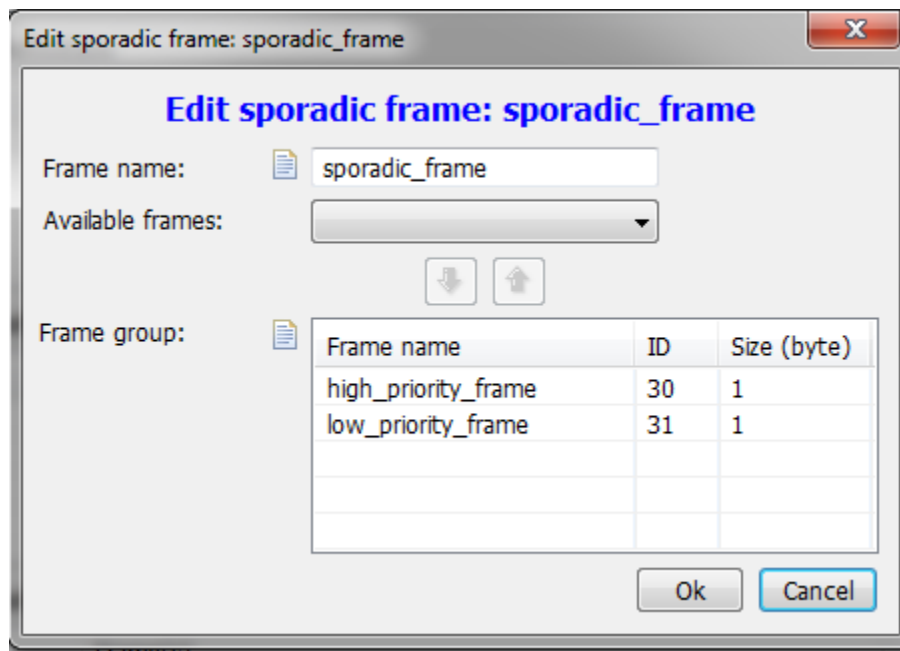 Edit sporadic frame: sporadic_frame
X
Edit sporadic frame: sporadic_frame
Frame name: sporadic_frame
Available frames:
Frame group:
Frame name ID Size (byte)
high_priority_frame 30 1
low_priority_frame 31 1
Ok Cancel